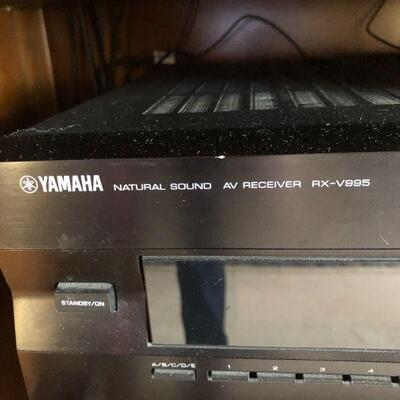 YAMAHA NATURAL SOUND AV RECEIVER RX-V995
STANDBY/ON
A/B/C/D/E 1 2 3 4